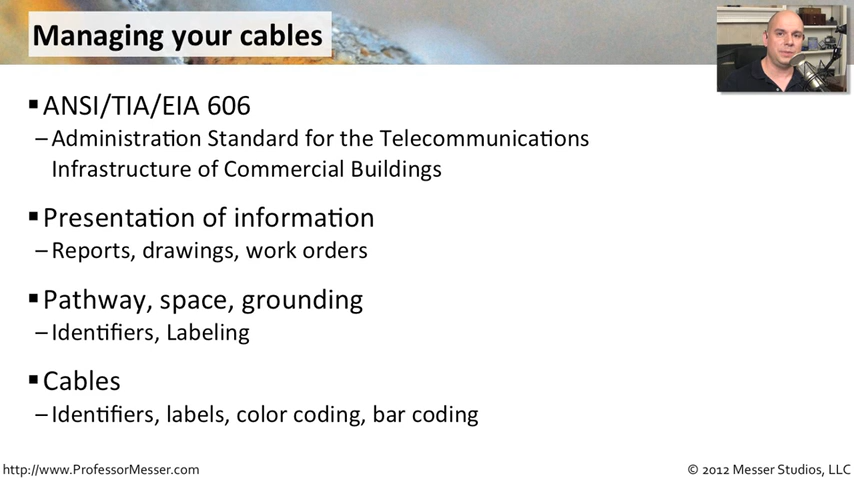 Managing your cables
▪ANSI/TIA/EIA 606
–Administration Standard for the Telecommunications
Infrastructure of Commercial Buildings
▪Presentation of information
–Reports, drawings, work orders
▪Pathway, space, grounding
–Identifiers, Labeling
▪Cables
–Identifiers, labels, color coding, bar coding
http://www.ProfessorMesser.com
© 2012 Messer Studios, LLC